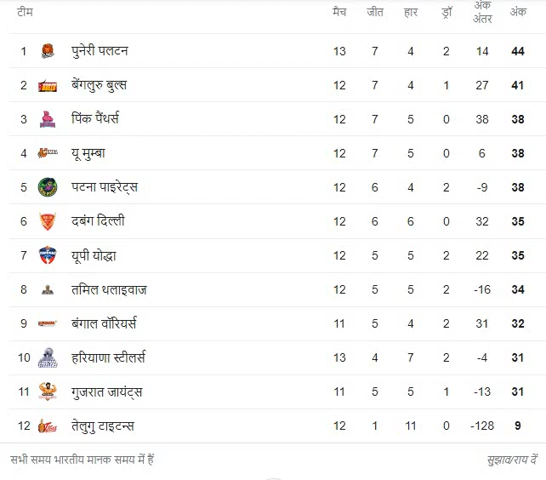 टीम मैच जीत हार ड्रॉ अंक अंतर अंक
1 पुनेरी पलटन 13 7 4 2 14 44
2 बेंगलुरु बुल्स 12 7 4 1 27 41
3 पिंक पैंथर्स 12 7 5 0 38 38
4 यू मुम्बा 12 7 5 0 6 38
5 पटना पाइरेट्स 12 6 4 2 -9 38
6 दबंग दिल्ली 12 6 6 0 32 35
7 यूपी योद्धा 12 5 5 2 22 35
8 तमिल थलाइवाज 12 5 5 2 -16 34
9 बंगाल वॉरियर्स 11 5 4 2 31 32
10 हरियाणा स्टीलर्स 13 4 7 2 -4 31
11 गुजरात जायंट्स 11 5 5 1 -13 31
12 तेलुगु टाइटन्स 12 1 11 0 -128 9
सभी समय भारतीय मानक समय में हैं सुझाव/राय दें